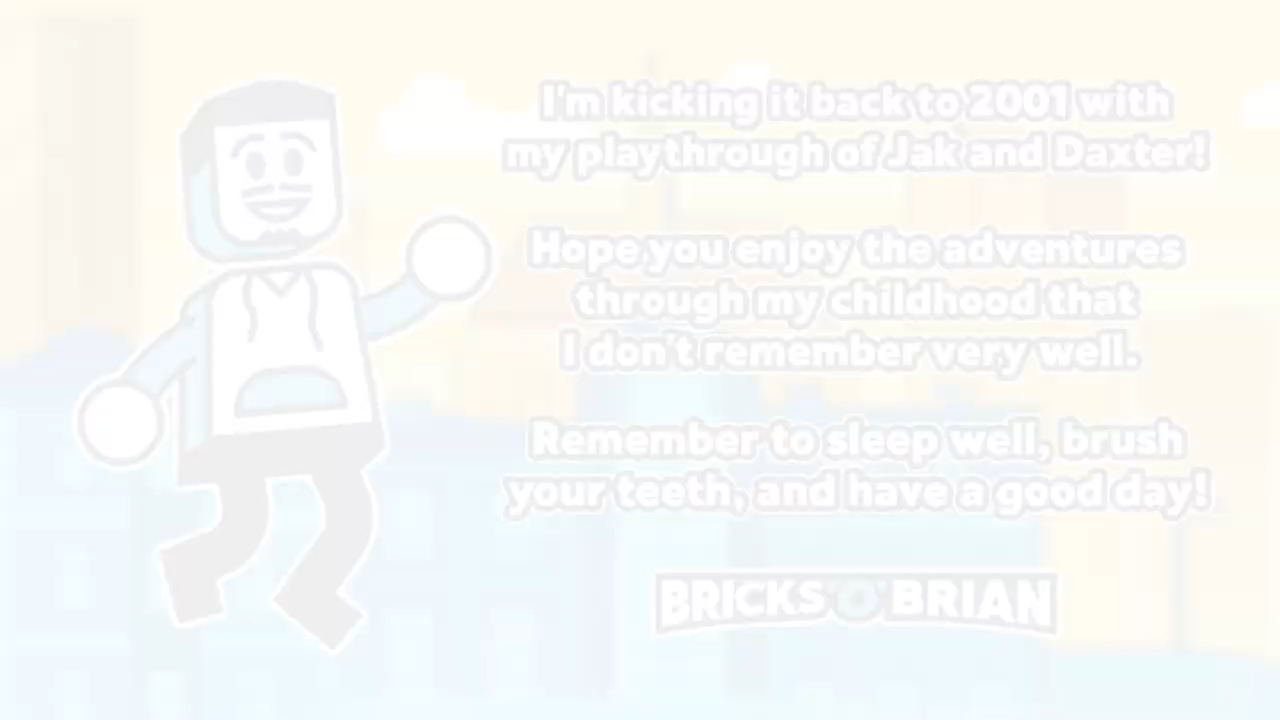 I'm kicking it back to 2001 with
my playthrough of Jak and Daxter!
Hope you enjoy the adventures
through my childhood that
I don't remember very well.
Remember to sleep well, brush
your teeth, and have a good day!
BRICKS 'O' BRIAN